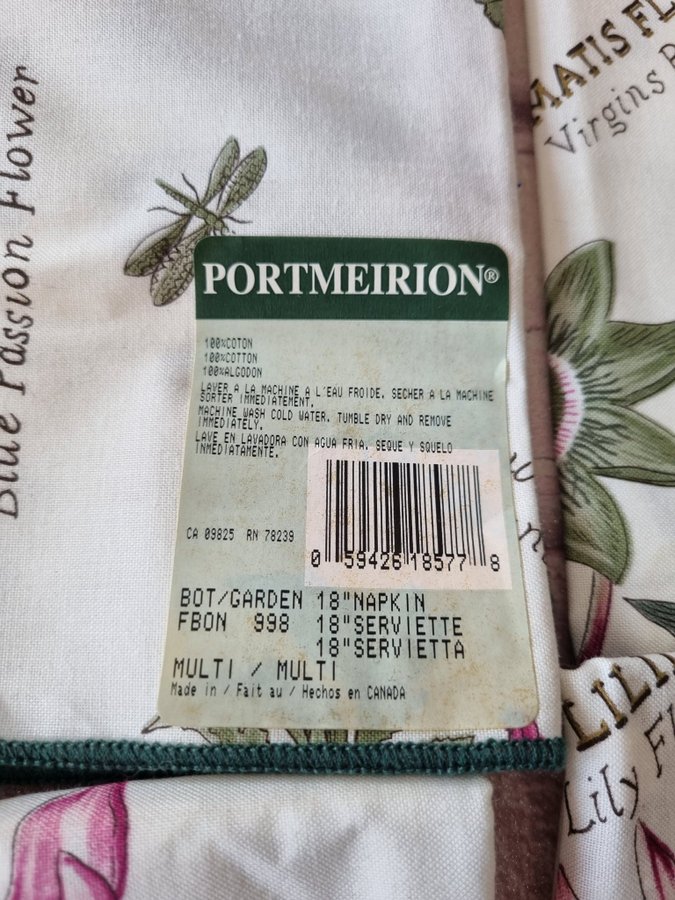 Blue Passion Flower
MATIS FL
Virgins B
PORTMEIRION®
100%COTON
100%COTTON
100%ALGODON
LAVER A LA MACHINE A L'EAU FROIDE. SECHER A LA MACHINE
SORTER IMMEDIATEMENT.
MACHINE WASH COLD WATER, TUMBLE DRY AND REMOVE
IMMEDIATELY.
LAVE EN LAVADORA CON AGUA FRIA. SEQUE Y SQUELO
INMEDIATAMENTE.
CA 09825 RN 78239
0 59426 18577 8
BOT/GARDEN 18"NAPKIN
FBON 998 18"SERVIETTE
18"SERVIETTA
MULTI / MULTI
Made in / Fait au / Hechos en CANADA
LILI
Lily Fl